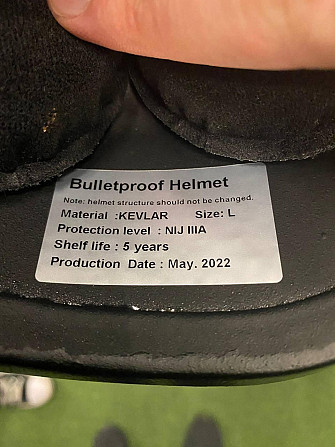 Bulletproof Helmet
Note: helmet structure should not be changed.
Material :KEVLAR Size: L
Protection level : NIJ IIIA
Shelf life : 5 years
Production Date : May. 2022